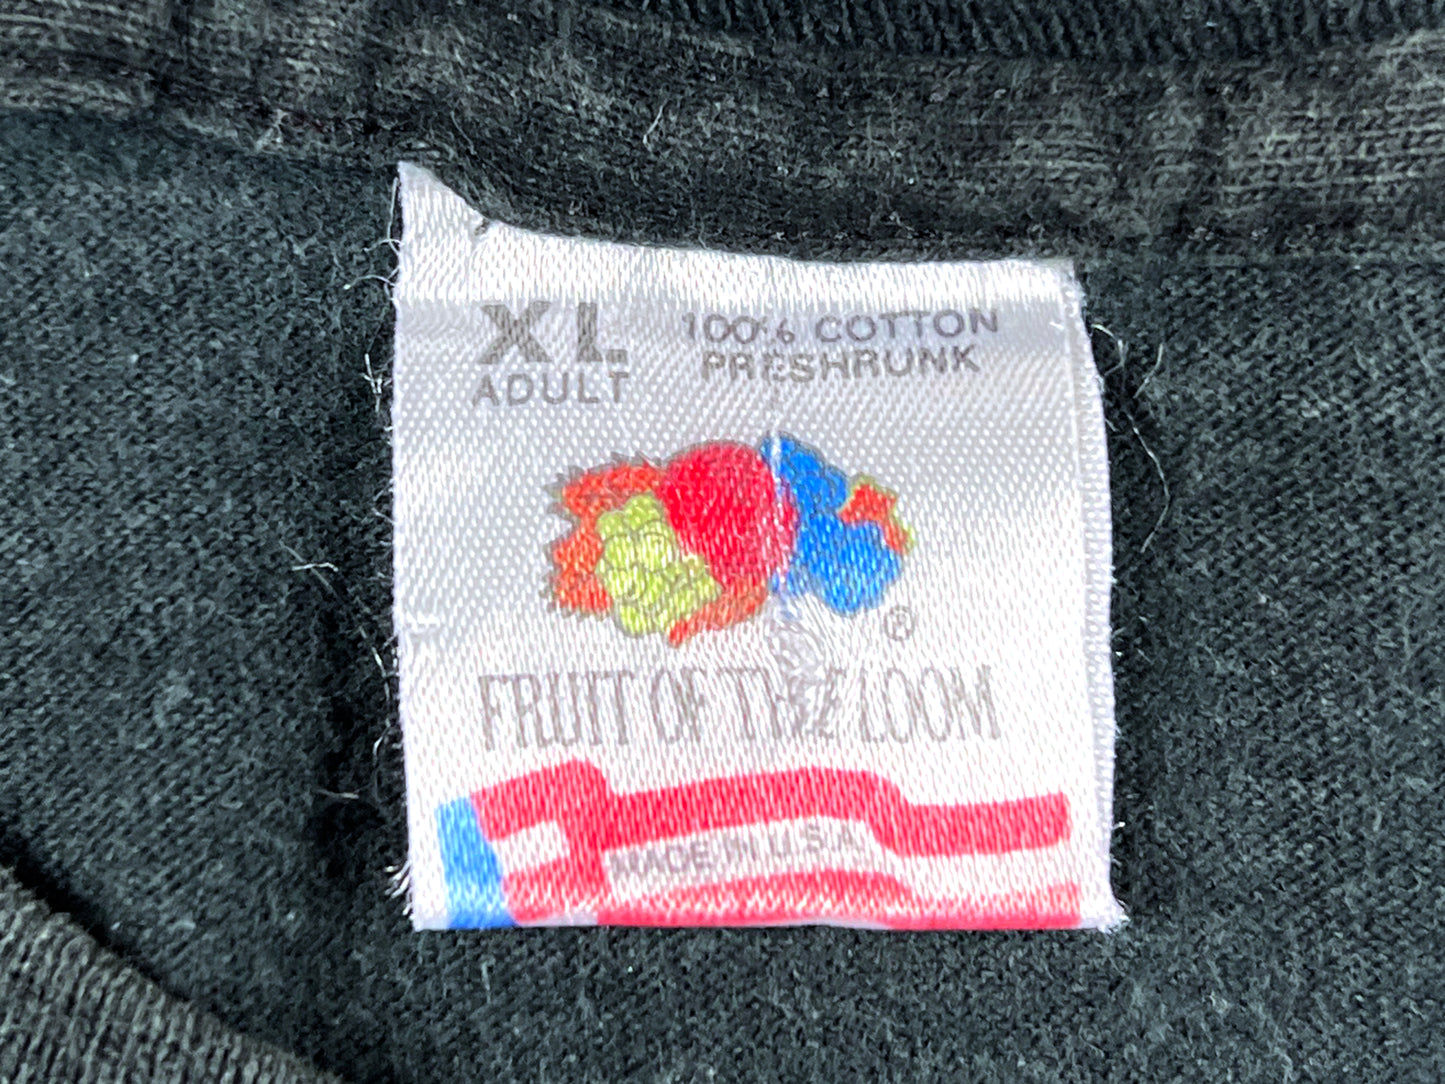 XL
ADULT
100% COTTON
PRESHRUNK
®
FRUIT OF THE LOOM
MADE IN U.S.A.